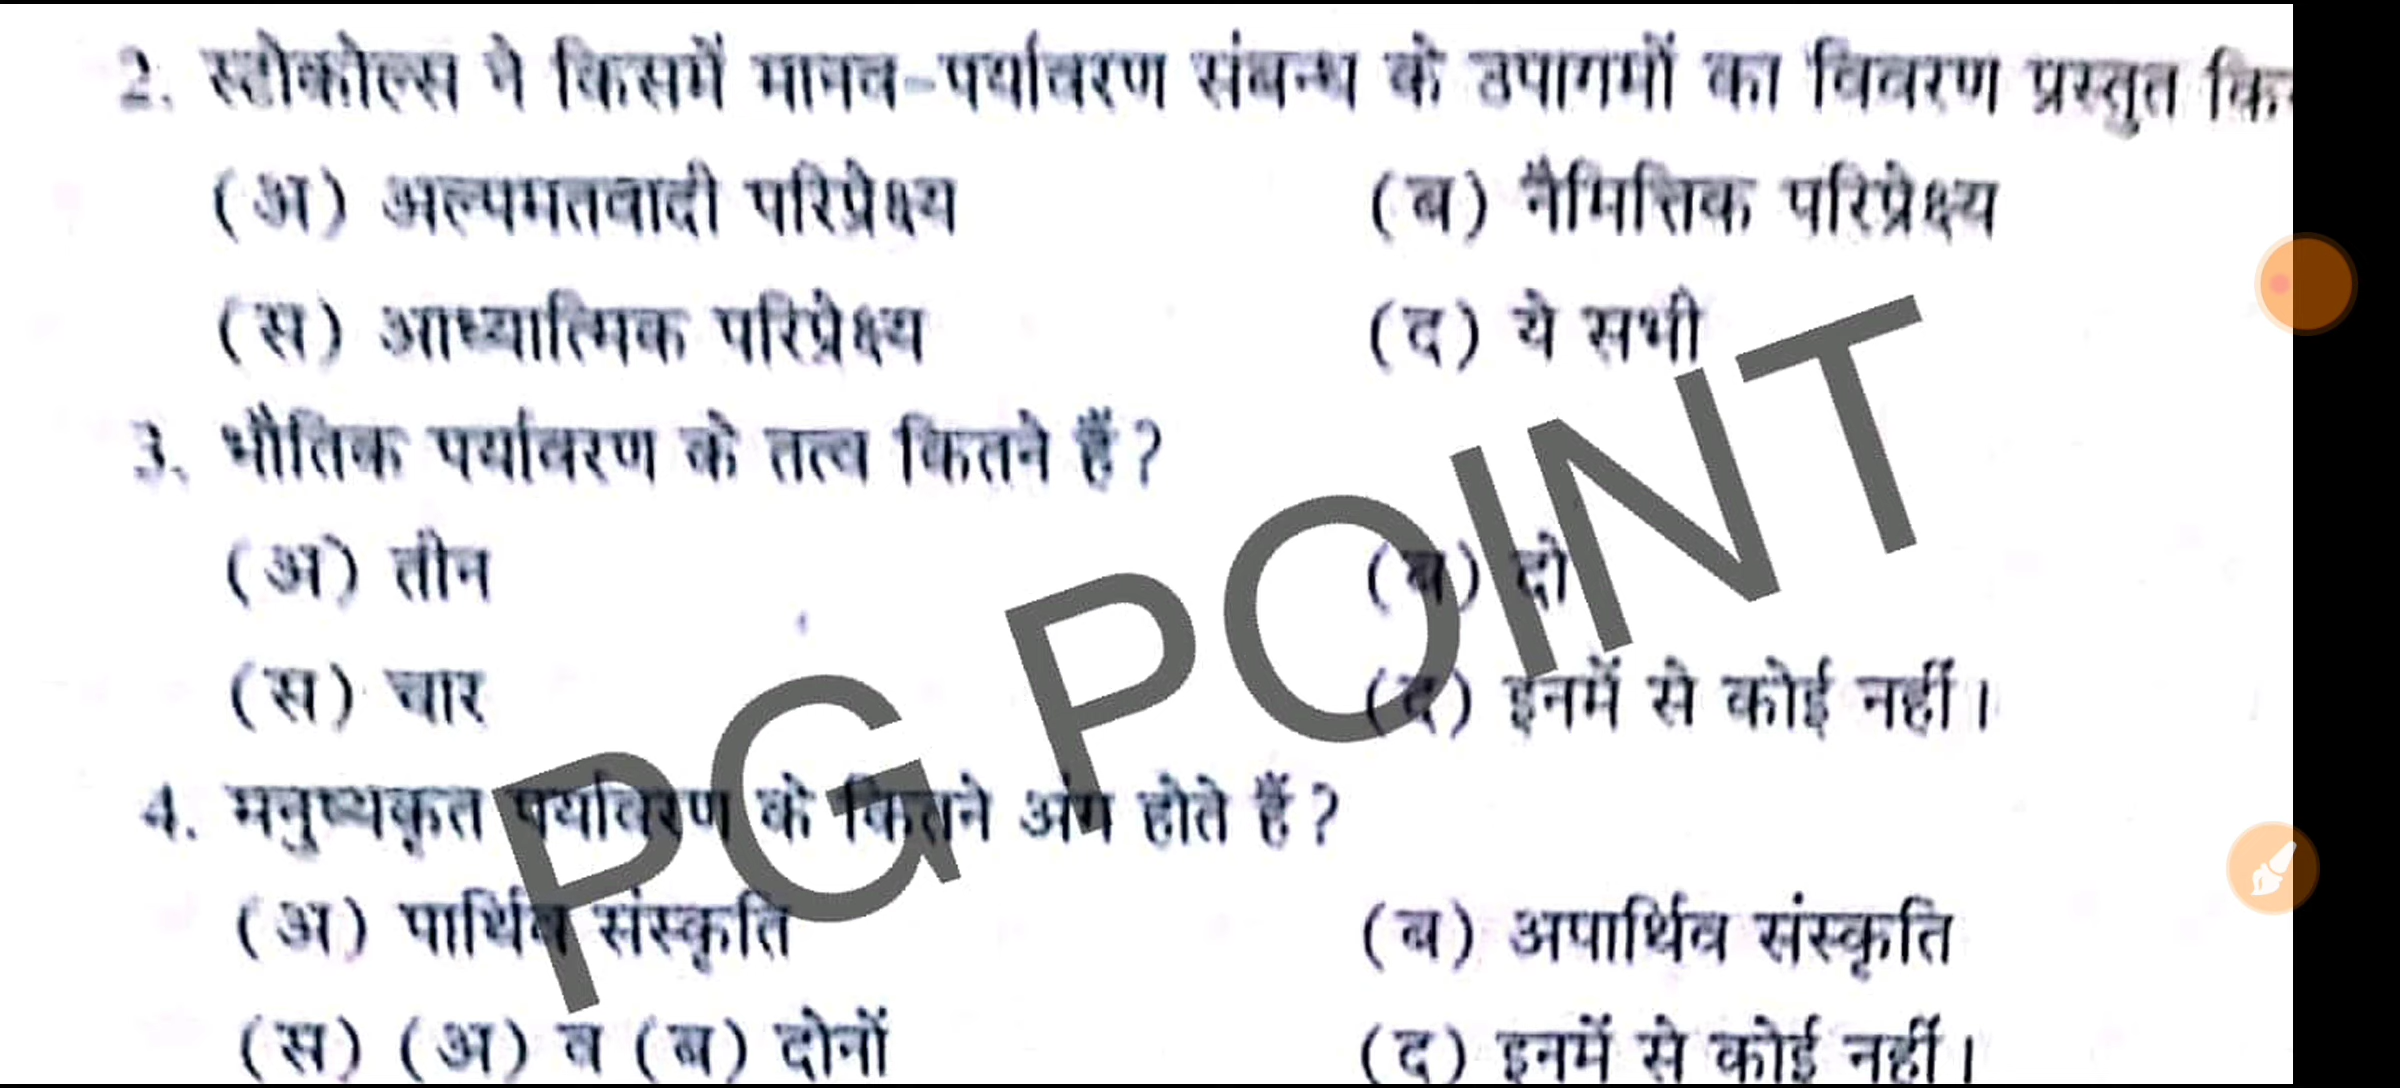 2. स्टोकोल्स ने किसमें मानव-पर्यावरण संबन्ध के उपागमों का विवरण प्रस्तुत
(अ) अल्पमतवादी परिप्रेक्ष्य (ब) नैमित्तिक परिप्रेक्ष्य
(स) आध्यात्मिक परिप्रेक्ष्य (द) ये सभी
3. भौतिक पर्यावरण के तत्व कितने हैं?
(अ) तीन (ब) दो
(स) चार (द) इनमें से कोई नहीं।
4. मनुष्यकृत पर्यावरण के कितने अंग होते हैं?
(अ) पार्थिव संस्कृति (ब) अपार्थिव संस्कृति
(स) (अ) व (ब) दोनों (द) इनमें से कोई नहीं।
PG POINT